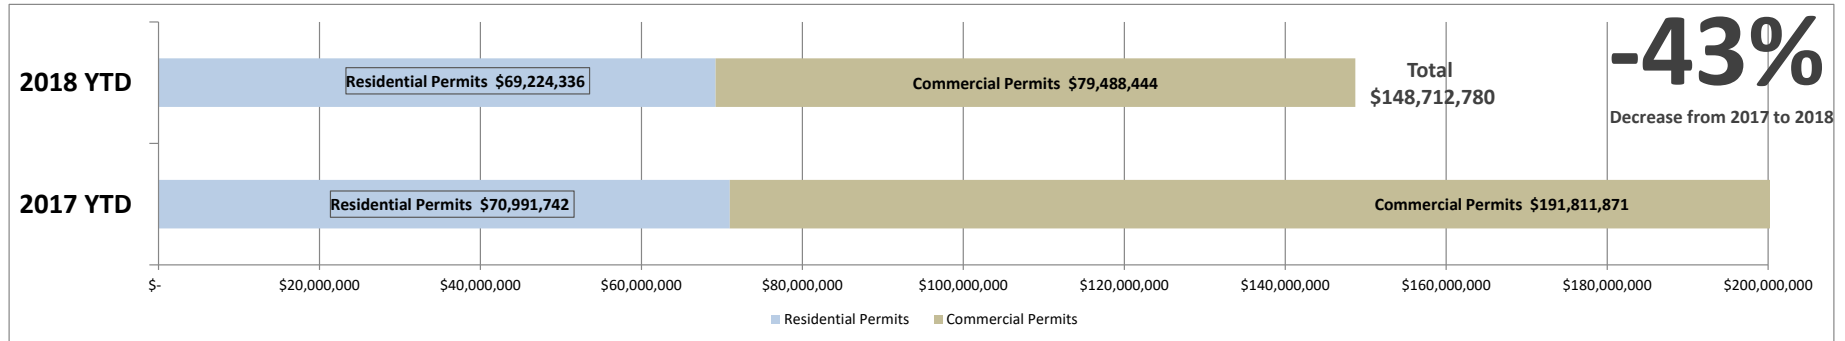 -43%
2018 YTD
Residential Permits $69,224,336
Commercial Permits $79,488,444
Total
$148,712,780
Decrease from 2017 to 2018
2017 YTD
Residential Permits $70,991,742
Commercial Permits $191,811,871
$-
$20,000,000
$40,000,000
$60,000,000
$80,000,000
$100,000,000
$120,000,000
$140,000,000
$160,000,000
$180,000,000
$200,000,000
Residential Permits
Commercial Permits